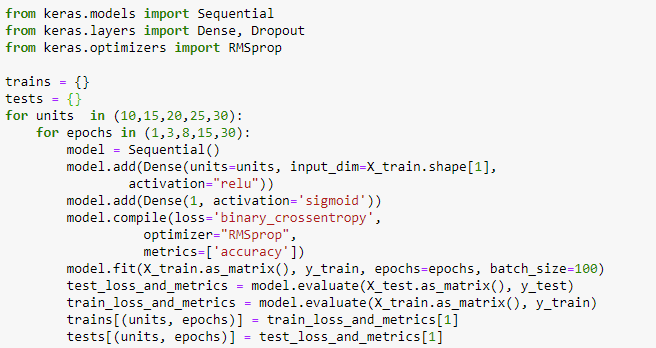 from keras.models import Sequential
from keras.layers import Dense, Dropout
from keras.optimizers import RMSprop

trains = {}
tests = {}
for units  in (10,15,20,25,30):
    for epochs in (1,3,8,15,30):
        model = Sequential()
        model.add(Dense(units=units, input_dim=X_train.shape[1],
                activation="relu"))
        model.add(Dense(1, activation='sigmoid'))
        model.compile(loss='binary_crossentropy',
                  optimizer="RMSprop",
                  metrics=['accuracy'])
        model.fit(X_train.as_matrix(), y_train, epochs=epochs, batch_size=100)
        test_loss_and_metrics = model.evaluate(X_test.as_matrix(), y_test)
        train_loss_and_metrics = model.evaluate(X_train.as_matrix(), y_train)
        trains[(units, epochs)] = train_loss_and_metrics[1]
        tests[(units, epochs)] = test_loss_and_metrics[1]